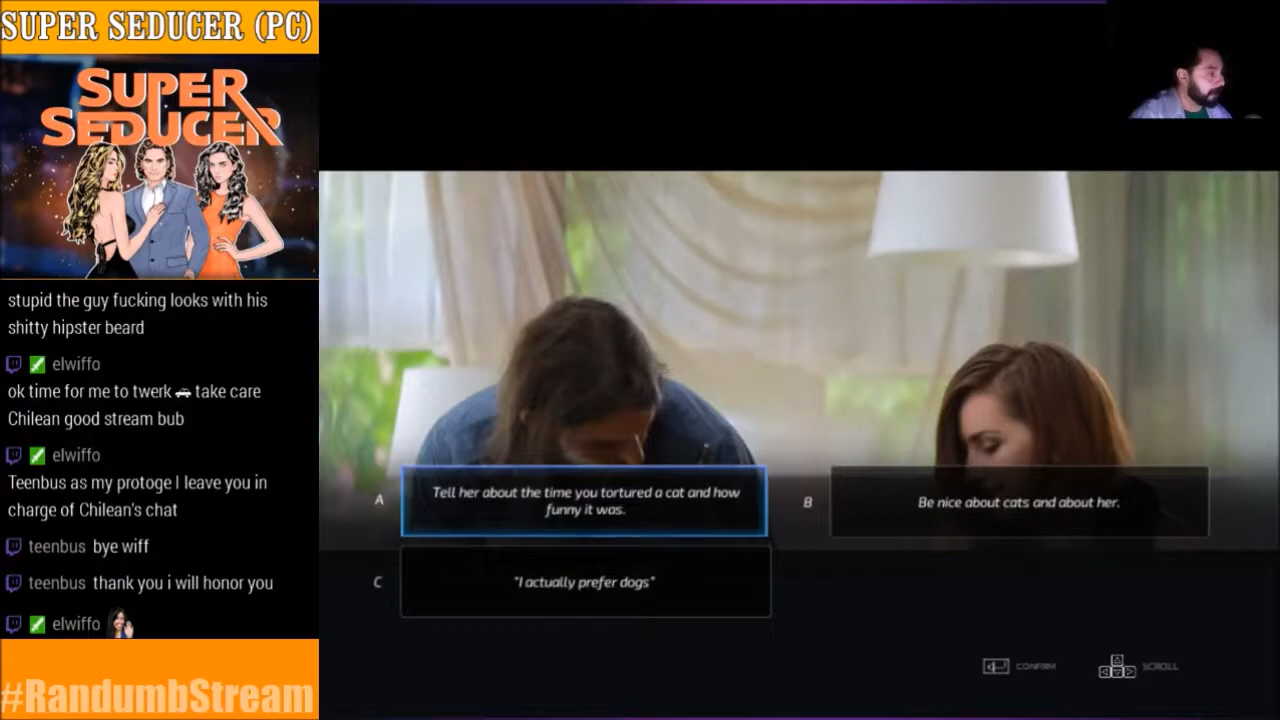 SUPER SEDUCER (PC)
SUPER
SEDUCER
stupid the guy fucking looks with his
shitty hipster beard
elwiffo
ok time for me to twerk take care
Chilean good stream bub
elwiffo
Teenbus as my protoge I leave you in
charge of Chilean's chat
teenbus bye wiff
teenbus thank you i will honor you
elwiffo
#RandumbStream
A
Tell her about the time you tortured a cat and how
funny it was.
B
Be nice about cats and about her.
C
"I actually prefer dogs"
CONFIRM
SCROLL